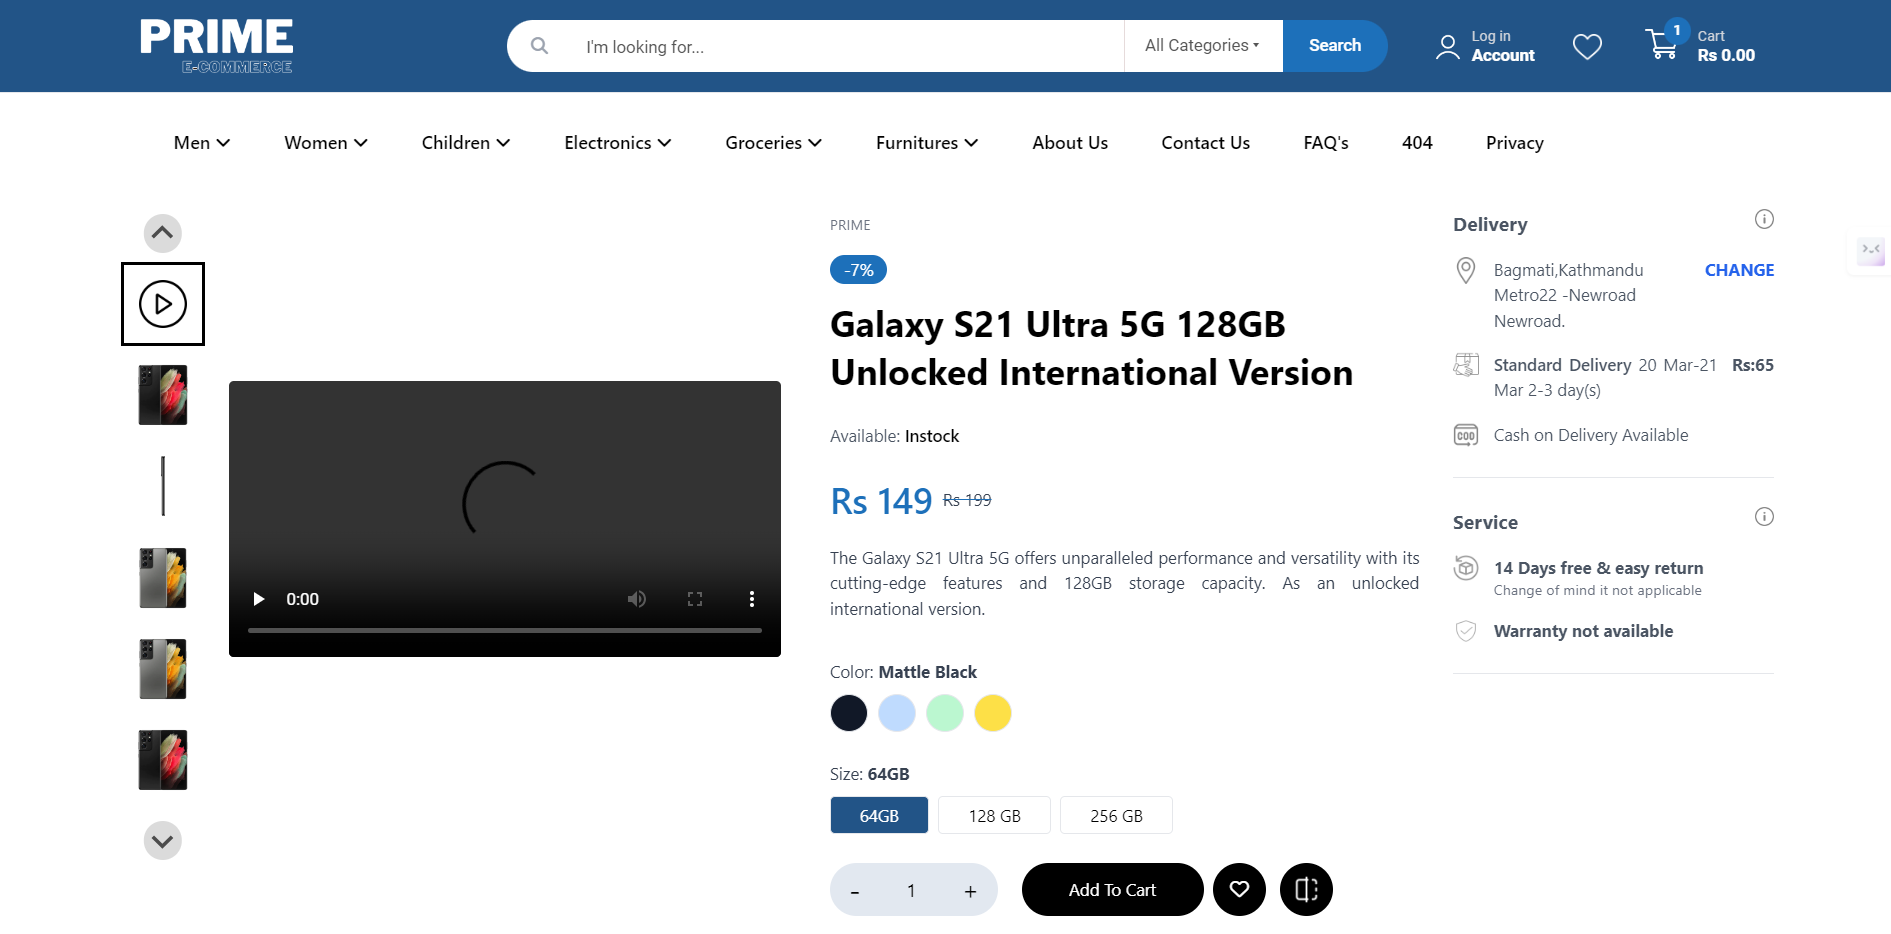 PRIME
E-COMMERCE
I'm looking for...
All Categories
Search
Log in
Account
1
Cart
Rs 0.00
Men
Women
Children
Electronics
Groceries
Furnitures
About Us
Contact Us
FAQ's
404
Privacy
0:00
PRIME
-7%
Galaxy S21 Ultra 5G 128GB
Unlocked International Version
Available: Instock
Rs 149 Rs 199
The Galaxy S21 Ultra 5G offers unparalleled performance and versatility with its
cutting-edge features and 128GB storage capacity. As an unlocked
international version.
Color: Mattle Black
Size: 64GB
64GB
128 GB
256 GB
- 1 +
Add To Cart
Delivery
Bagmati,Kathmandu
Metro22 -Newroad
Newroad.
CHANGE
Standard Delivery 20 Mar-21
Mar 2-3 day(s)
Rs:65
COD
Cash on Delivery Available
Service
14 Days free & easy return
Change of mind it not applicable
Warranty not available